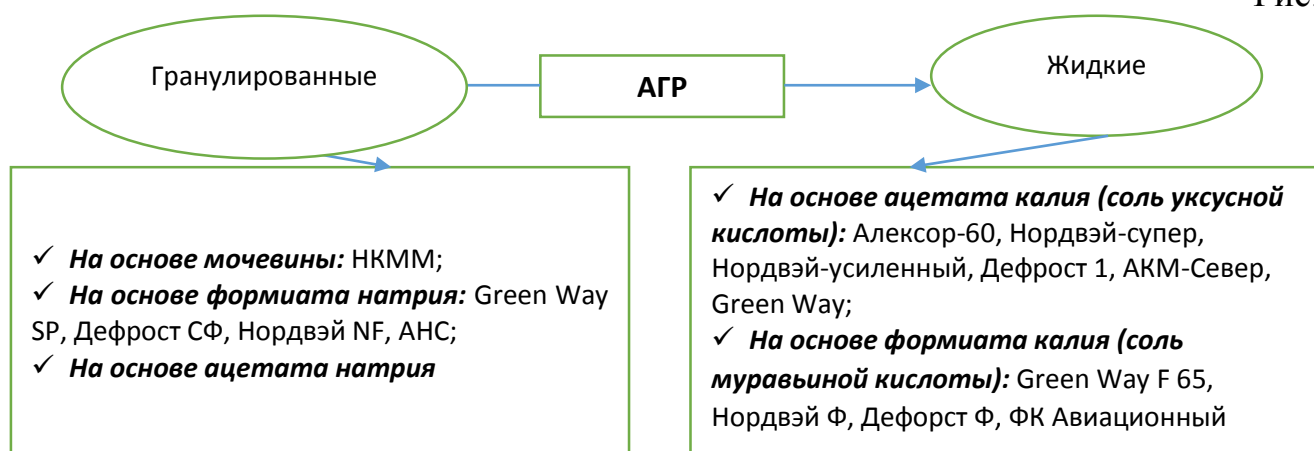 Рис.
Гранулированные
АГР
Жидкие
✓ На основе мочевины: НКММ;
✓ На основе формиата натрия: Green Way
SP, Дефрост СФ, Нордвэй NF, АНС;
✓ На основе ацетата натрия
✓ На основе ацетата калия (соль уксусной
кислоты): Алексор-60, Нордвэй-супер,
Нордвэй-усиленный, Дефрост 1, АКМ-Север,
Green Way;
✓ На основе формиата калия (соль
муравьиной кислоты): Green Way F 65,
Нордвэй Ф, Дефорст Ф, ФК Авиационный